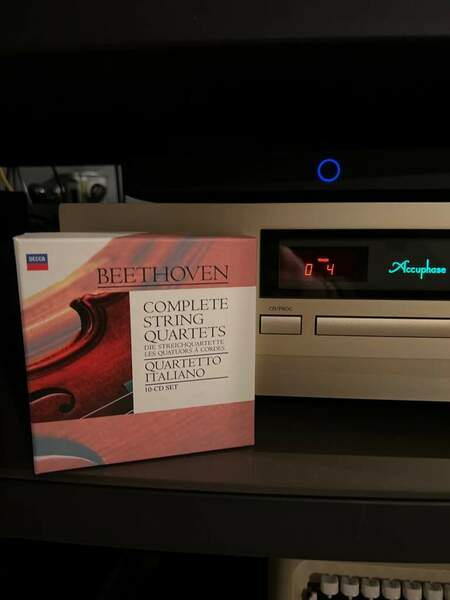 DECCA
BEETHOVEN
COMPLETE
STRING
QUARTETS
DIE STREICHQUARTETTE
LES QUATUORS À CORDES
QUARTETTO
ITALIANO
10-CD SET
0 4
Accuphase
CD/PROC